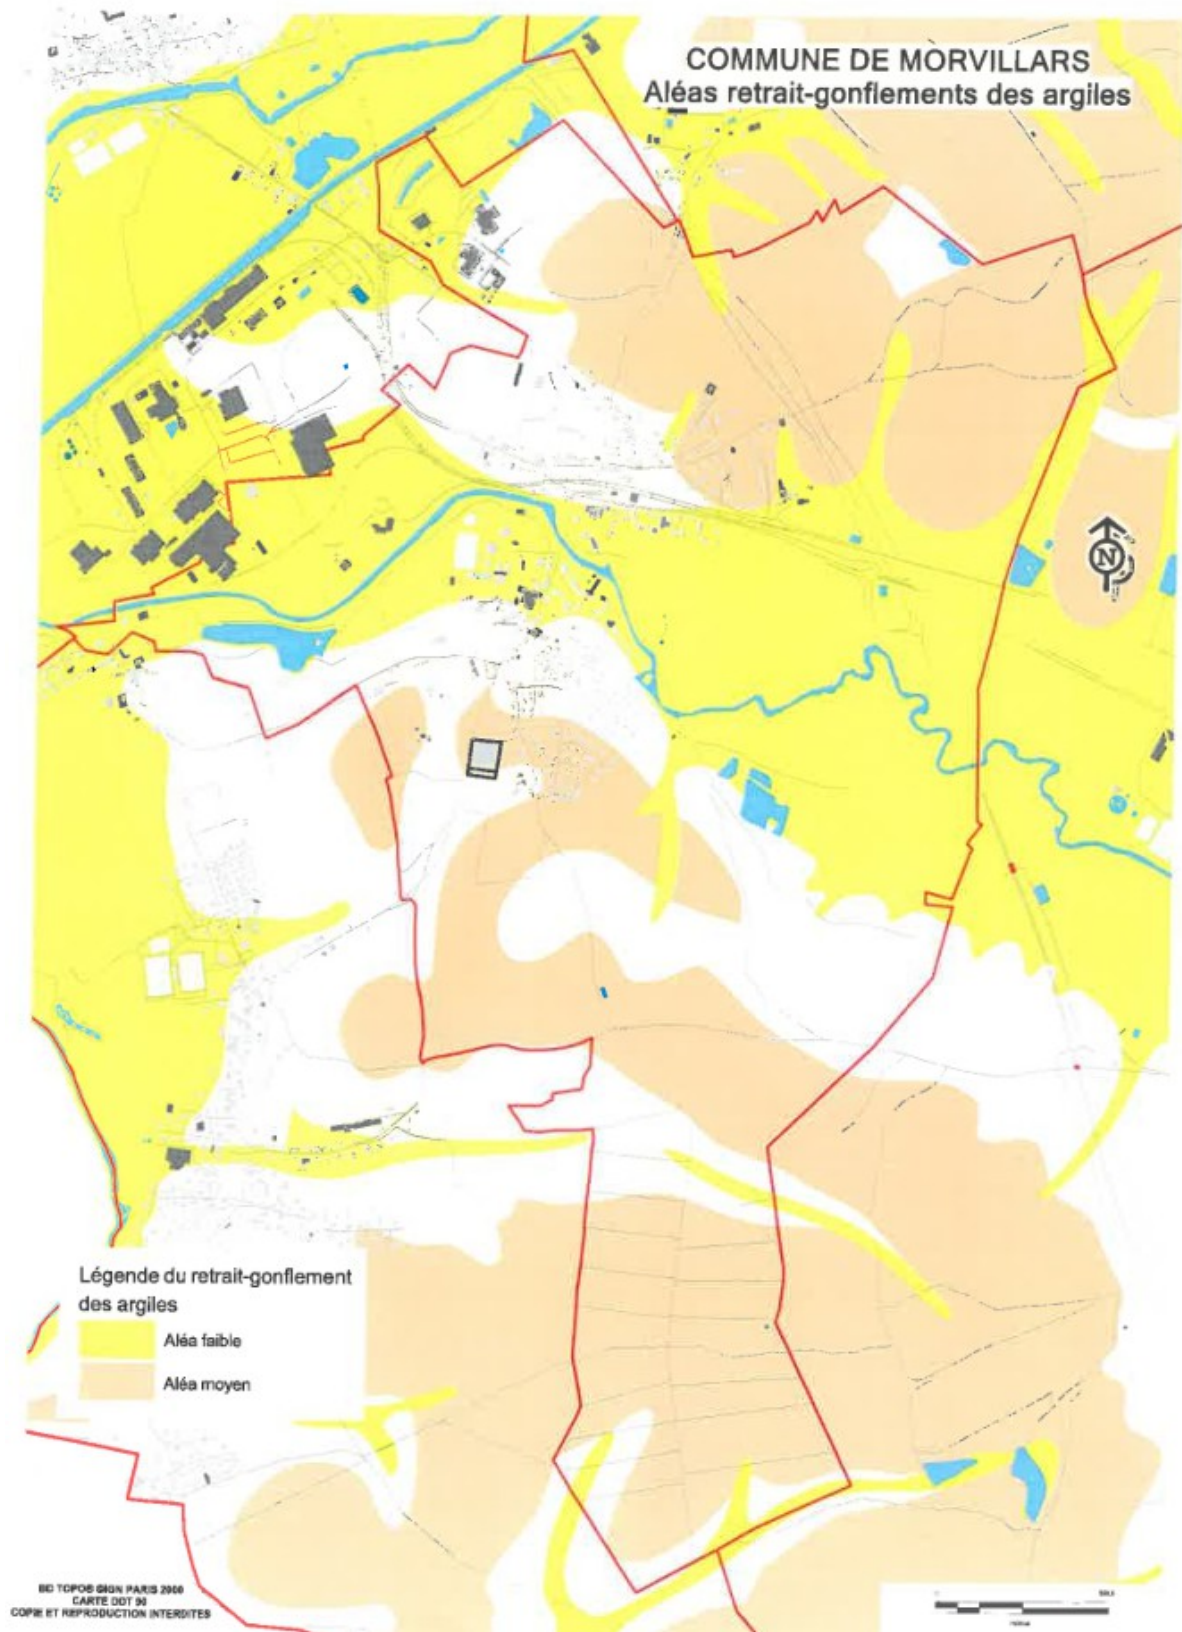 COMMUNE DE MORVILLARS
Aléas retrait-gonflements des argiles
N
Légende du retrait-gonflement
des argiles
Aléa faible
Aléa moyen
BD TOPO® ©IGN PARIS 2000
CARTE DDT 90
COPIE ET REPRODUCTION INTERDITES